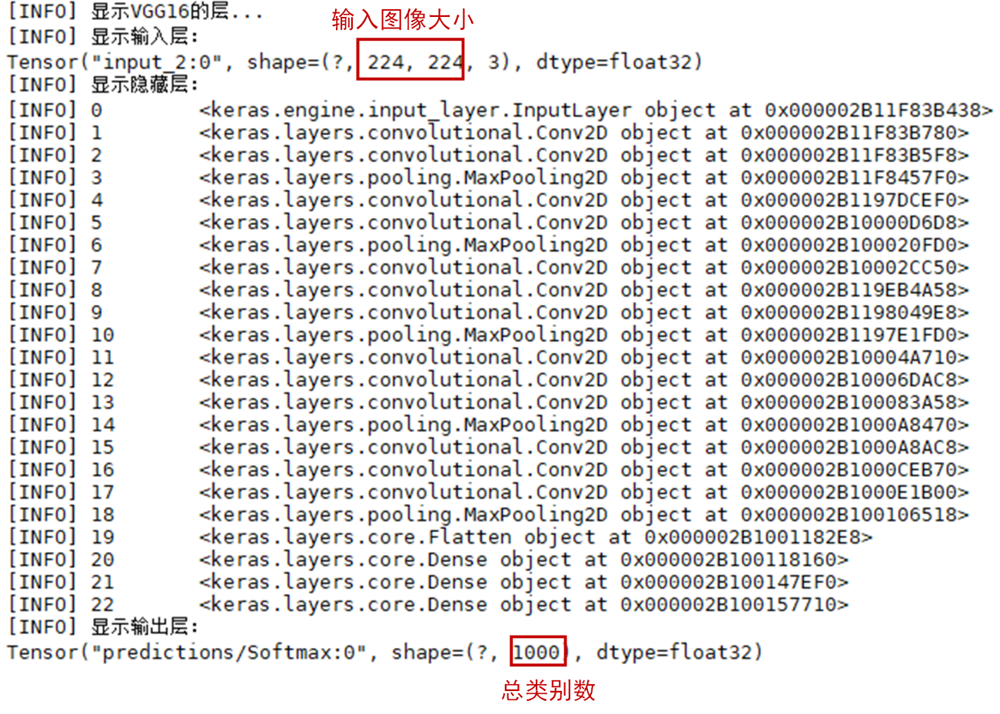 [INFO] 显示VGG16的层...
输入图像大小
[INFO] 显示输入层:
Tensor("input_2:0", shape=(?, 224, 224, 3), dtype=float32)
[INFO] 显示隐藏层:
[INFO] 0 <keras.engine.input_layer.InputLayer object at 0x000002B11F83B438>
[INFO] 1 <keras.layers.convolutional.Conv2D object at 0x000002B11F83B780>
[INFO] 2 <keras.layers.convolutional.Conv2D object at 0x000002B11F83B5F8>
[INFO] 3 <keras.layers.pooling.MaxPooling2D object at 0x000002B11F8457F0>
[INFO] 4 <keras.layers.convolutional.Conv2D object at 0x000002B1197DCEF0>
[INFO] 5 <keras.layers.convolutional.Conv2D object at 0x000002B10000D6D8>
[INFO] 6 <keras.layers.pooling.MaxPooling2D object at 0x000002B100020FD0>
[INFO] 7 <keras.layers.convolutional.Conv2D object at 0x000002B10002CC50>
[INFO] 8 <keras.layers.convolutional.Conv2D object at 0x000002B119EB4A58>
[INFO] 9 <keras.layers.convolutional.Conv2D object at 0x000002B1198049E8>
[INFO] 10 <keras.layers.pooling.MaxPooling2D object at 0x000002B1197E1FD0>
[INFO] 11 <keras.layers.convolutional.Conv2D object at 0x000002B10004A710>
[INFO] 12 <keras.layers.convolutional.Conv2D object at 0x000002B10006DAC8>
[INFO] 13 <keras.layers.convolutional.Conv2D object at 0x000002B100083A58>
[INFO] 14 <keras.layers.pooling.MaxPooling2D object at 0x000002B1000A8470>
[INFO] 15 <keras.layers.convolutional.Conv2D object at 0x000002B1000A8AC8>
[INFO] 16 <keras.layers.convolutional.Conv2D object at 0x000002B1000CEB70>
[INFO] 17 <keras.layers.convolutional.Conv2D object at 0x000002B1000E1B00>
[INFO] 18 <keras.layers.pooling.MaxPooling2D object at 0x000002B100106518>
[INFO] 19 <keras.layers.core.Flatten object at 0x000002B1001182E8>
[INFO] 20 <keras.layers.core.Dense object at 0x000002B100118160>
[INFO] 21 <keras.layers.core.Dense object at 0x000002B100147EF0>
[INFO] 22 <keras.layers.core.Dense object at 0x000002B100157710>
[INFO] 显示输出层:
Tensor("predictions/Softmax:0", shape=(?, 1000), dtype=float32)
总类别数